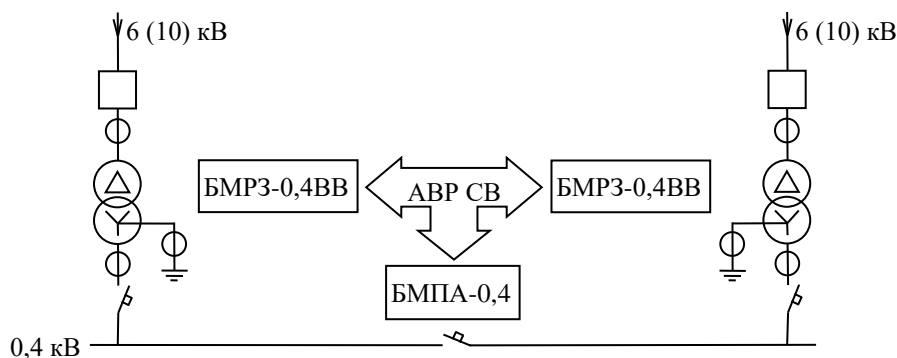 6 (10) кВ
6 (10) кВ
БМРЗ-0,4ВВ
АВР СВ
БМРЗ-0,4ВВ
БМПА-0,4
0,4 кВ